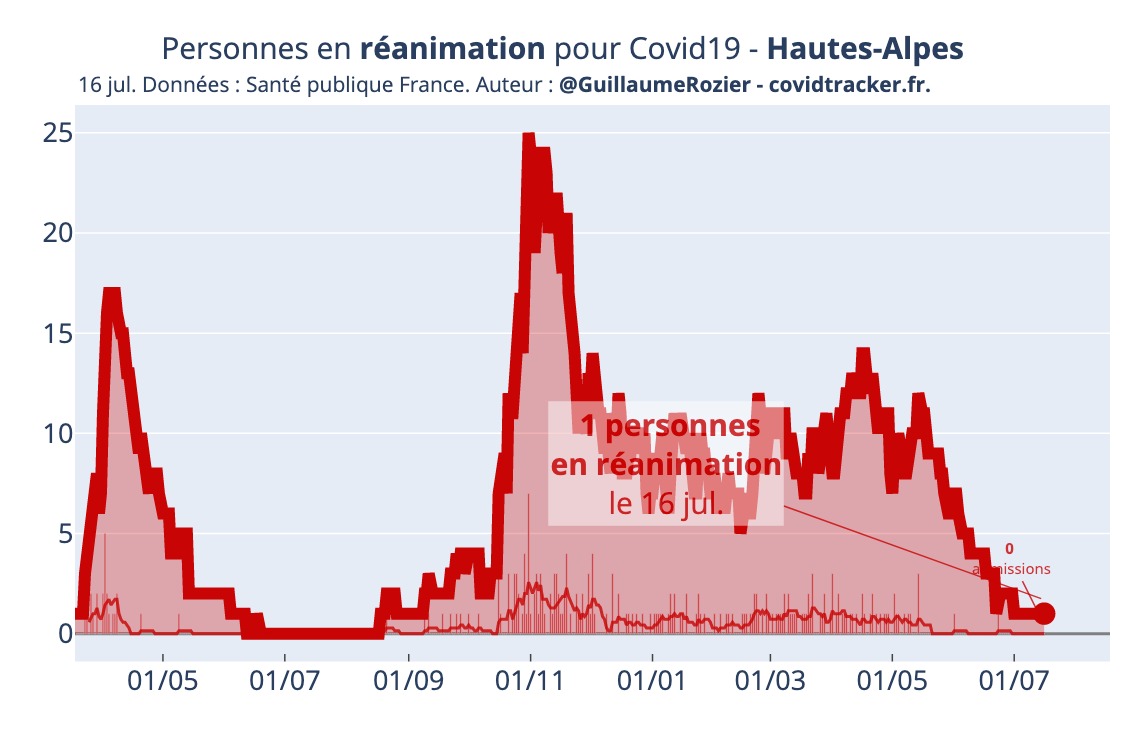 Personnes en réanimation pour Covid19 - Hautes-Alpes
16 jul. Données : Santé publique France. Auteur : @GuillaumeRozier - covidtracker.fr.
25
20
15
10
5
0
1 personnes
en réanimation
le 16 jul.
0
admissions
01/05 01/07 01/09 01/11 01/01 01/03 01/05 01/07